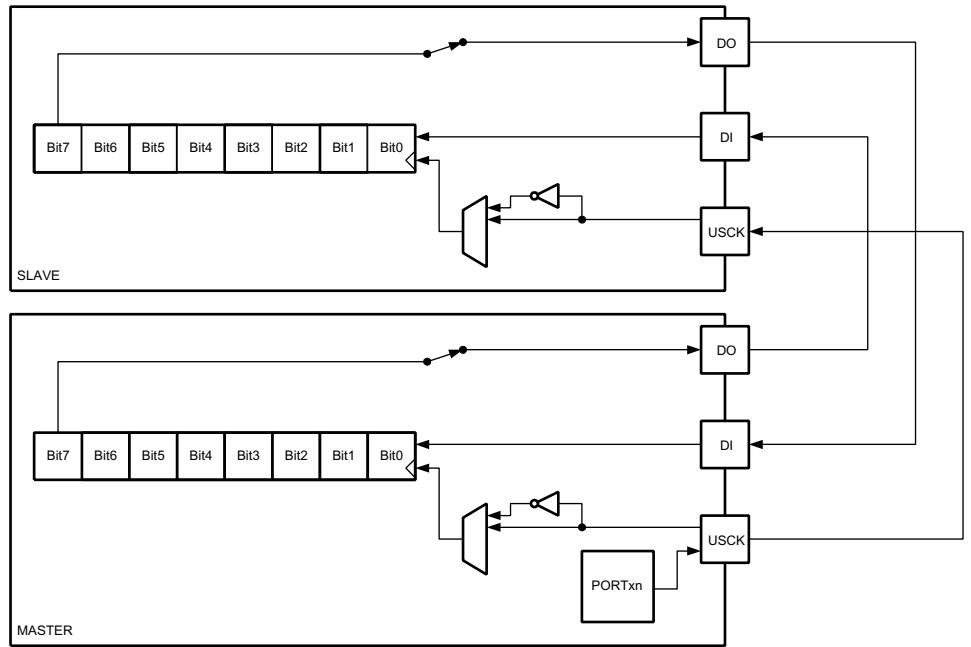 DO
Bit7 Bit6 Bit5 Bit4 Bit3 Bit2 Bit1 Bit0
DI
USCK
SLAVE
DO
Bit7 Bit6 Bit5 Bit4 Bit3 Bit2 Bit1 Bit0
DI
USCK
PORTxn
MASTER